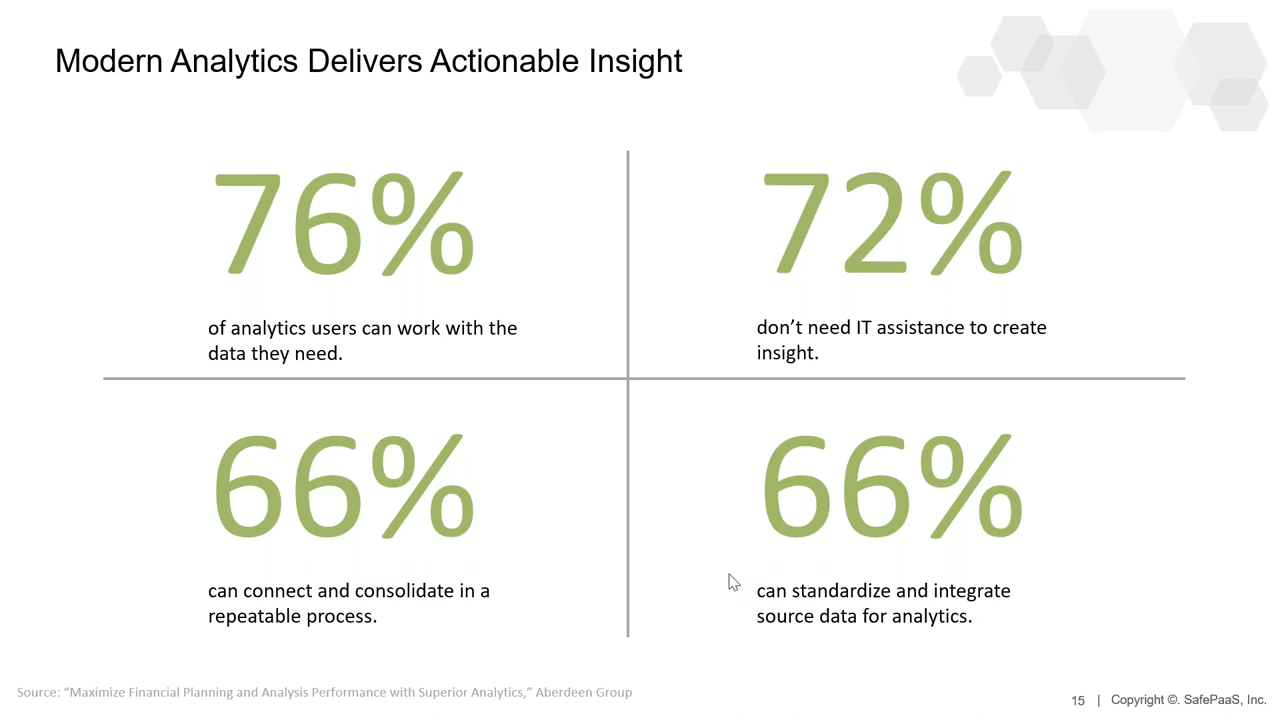 Modern Analytics Delivers Actionable Insight
76%
of analytics users can work with the
data they need.
72%
don’t need IT assistance to create
insight.
66%
can connect and consolidate in a
repeatable process.
66%
can standardize and integrate
source data for analytics.
Source: “Maximize Financial Planning and Analysis Performance with Superior Analytics,” Aberdeen Group
15 | Copyright ©. SafePaaS, Inc.